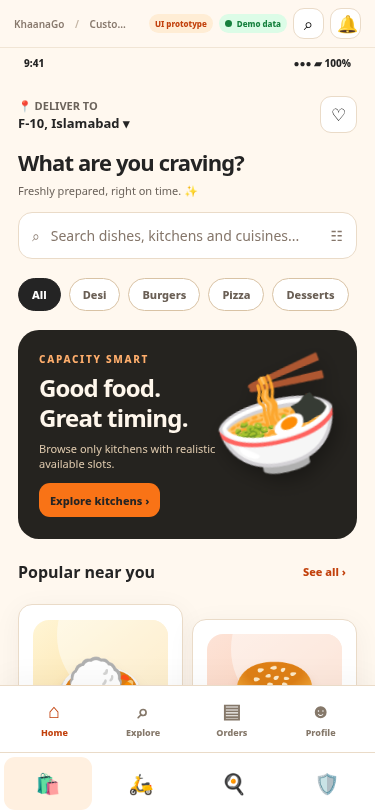 KhaanaGo / Custo...
UI prototype
Demo data
9:41
100%
DELIVER TO
F-10, Islamabad ▾
What are you craving?
Freshly prepared, right on time. ✨
Search dishes, kitchens and cuisines...
All
Desi
Burgers
Pizza
Desserts
CAPACITY SMART
Good food.
Great timing.
Browse only kitchens with realistic
available slots.
Explore kitchens ›
Popular near you
See all ›
Home
Explore
Orders
Profile